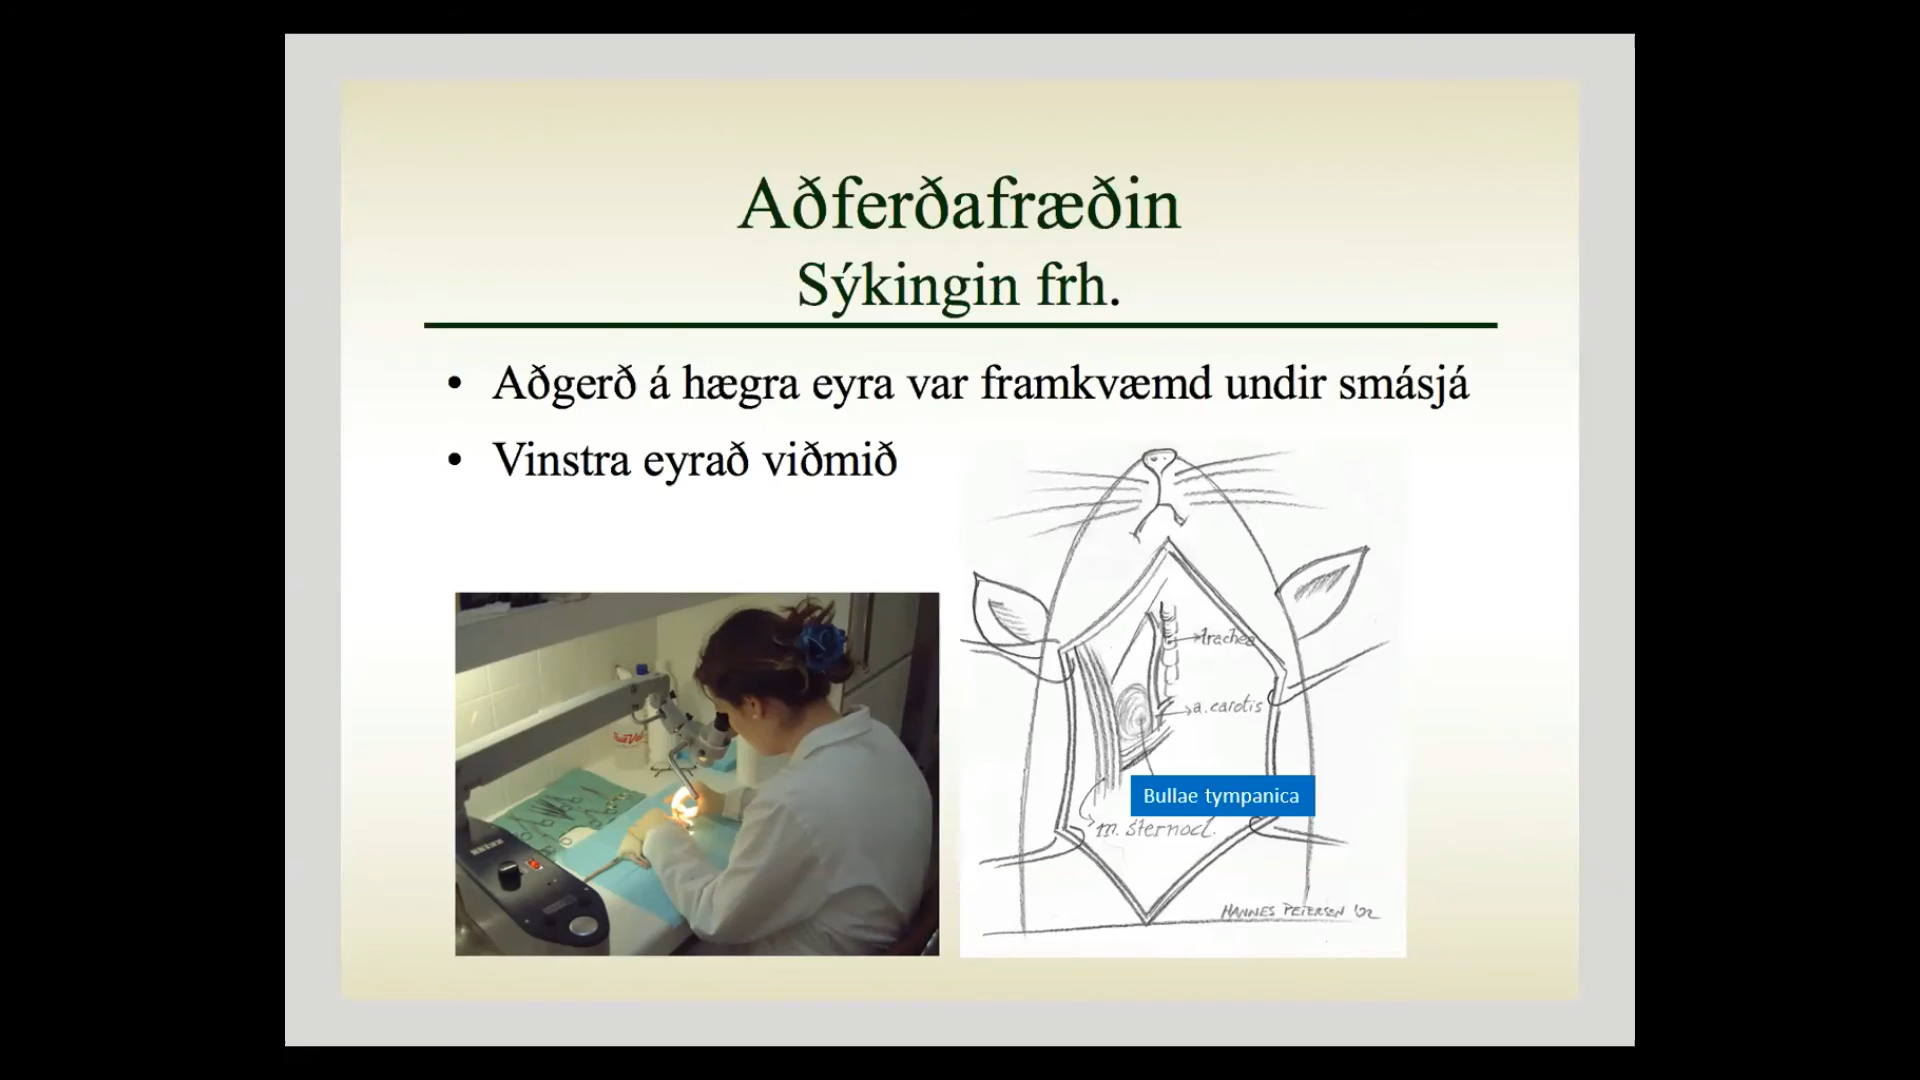 Aðferðafræðin
Sýkingin frh.
• Aðgerð á hægra eyra var framkvæmd undir smásjá
• Vinstra eyrað viðmið
trachea
a. carotis
Bullae tympanica
m. sternocl.
HANNES PETERSEN '02